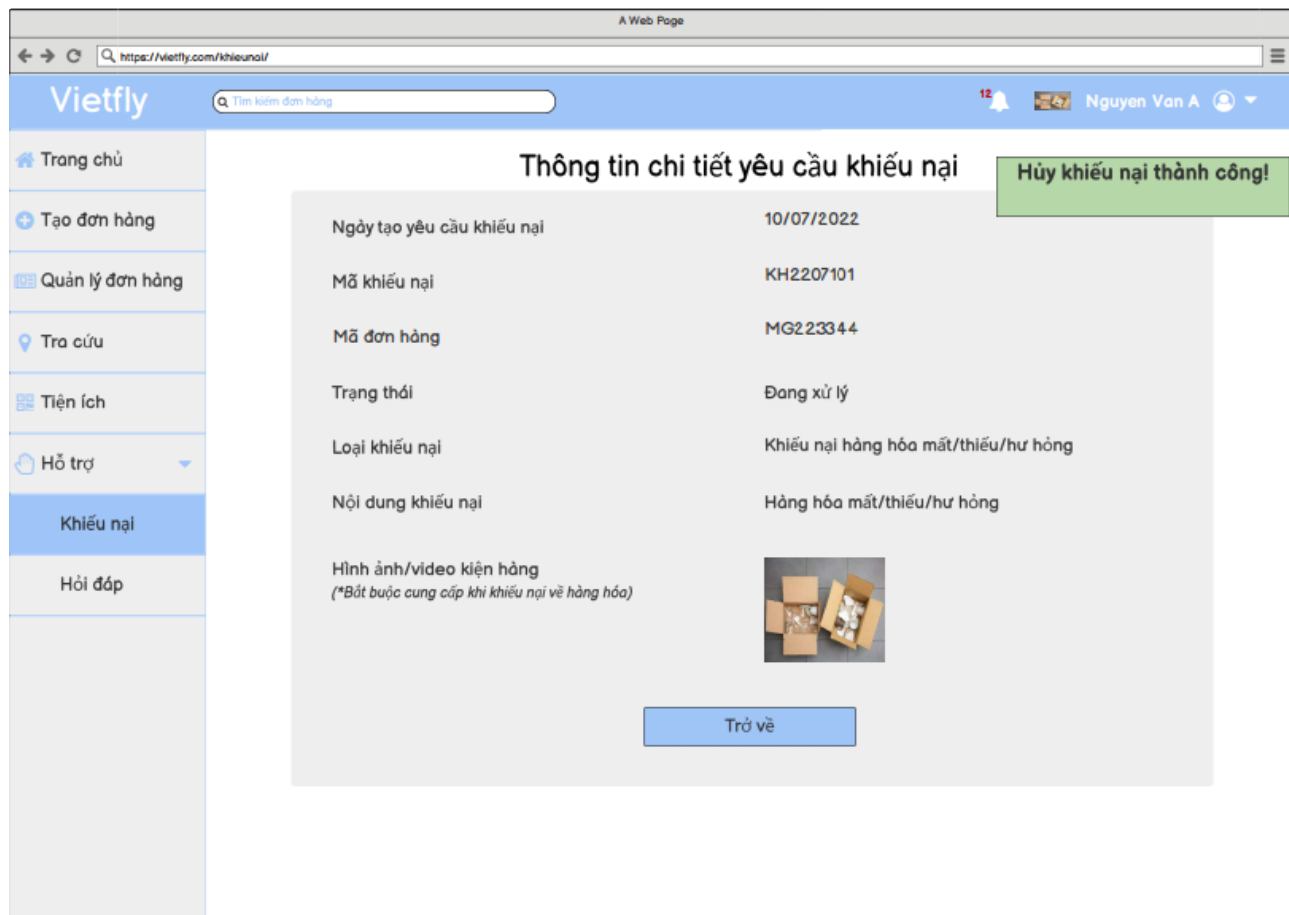 A Web Page
https://vietfly.com/khieunai/
Vietfly
Tìm kiếm đơn hàng
12
Nguyen Van A
Trang chủ
Tạo đơn hàng
Quản lý đơn hàng
Tra cứu
Tiện ích
Hỗ trợ
Khiếu nại
Hỏi đáp
Thông tin chi tiết yêu cầu khiếu nại
Hủy khiếu nại thành công!
Ngày tạo yêu cầu khiếu nại 10/07/2022
Mã khiếu nại KH2207101
Mã đơn hàng MG223344
Trạng thái Đang xử lý
Loại khiếu nại Khiếu nại hàng hóa mất/thiếu/hư hỏng
Nội dung khiếu nại Hàng hóa mất/thiếu/hư hỏng
Hình ảnh/video kiện hàng
(*Bắt buộc cung cấp khi khiếu nại về hàng hóa)
Trở về